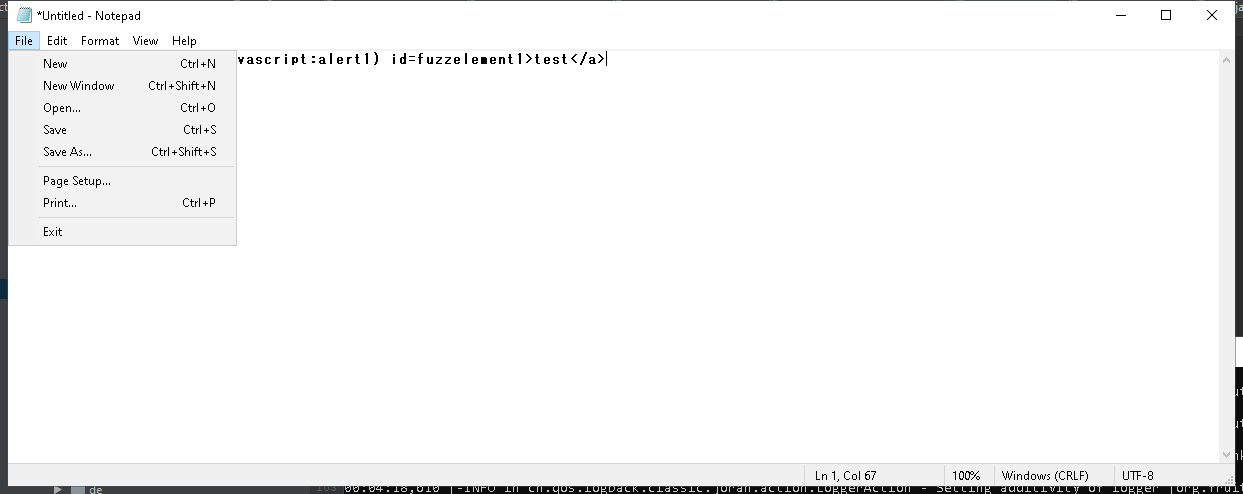 *Untitled - Notepad
File Edit Format View Help
vascript:alert1) id=fuzzelement1>test</a>
New Ctrl+N
New Window Ctrl+Shift+N
Open... Ctrl+O
Save Ctrl+S
Save As... Ctrl+Shift+S
Page Setup...
Print... Ctrl+P
Exit
Ln 1, Col 67 100% Windows (CRLF) UTF-8
de 00:04:18,610 |-INFO in ch.qos.logback.classic.joran.action.LoggerAction - Setting additivity of logger